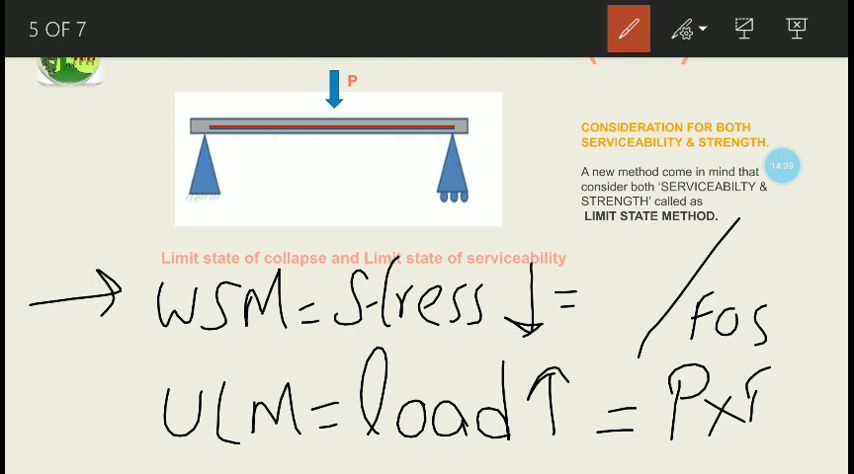 5 OF 7
P
CONSIDERATION FOR BOTH
SERVICEABILITY & STRENGTH.
14:39
A new method come in mind that
consider both ‘SERVICEABILTY &
STRENGTH’ called as
LIMIT STATE METHOD.
Limit state of collapse and Limit state of serviceability
→ WSM = stress ↓ = / FOS
ULM = load ↑ = P×